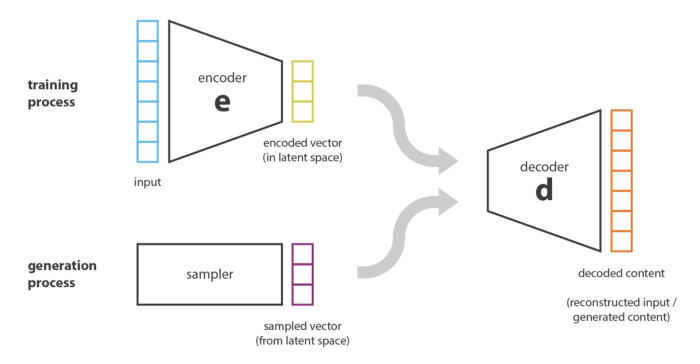 training
process
encoder
e
encoded vector
(in latent space)
input
decoder
d
generation
process
sampler
sampled vector
(from latent space)
decoded content
(reconstructed input /
generated content)